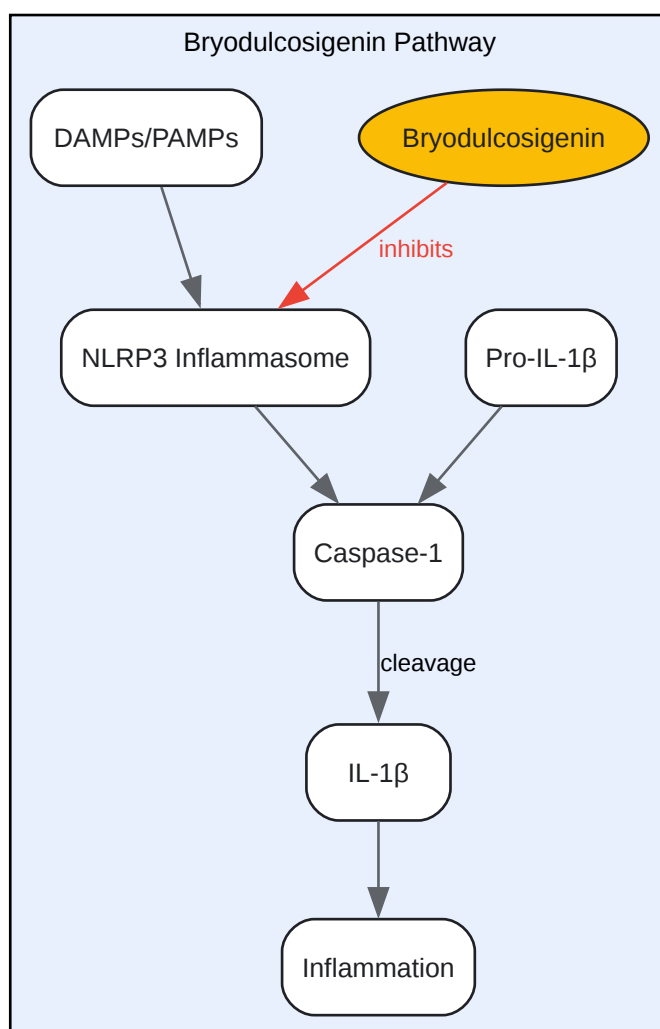 Bryodulcosigenin Pathway
DAMPs/PAMPs
Bryodulcosigenin
inhibits
NLRP3 Inflammasome
Pro-IL-1β
Caspase-1
cleavage
IL-1β
Inflammation